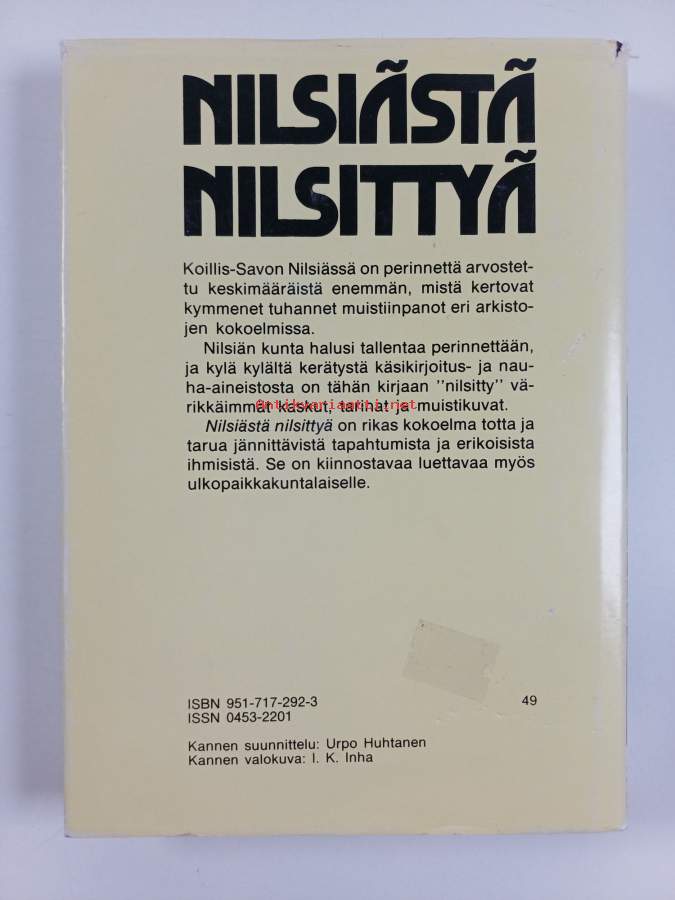 NILSIÄSTÄ
NILSITTYÄ
Koillis-Savon Nilsiässä on perinnettä arvostet-
tu keskimääräistä enemmän, mistä kertovat
kymmenet tuhannet muistiinpanot eri arkisto-
jen kokoelmissa.
Nilsiän kunta halusi tallentaa perinnettään,
ja kylä kylältä kerätystä käsikirjoitus- ja nau-
ha-aineistosta on tähän kirjaan "nilsitty" vä-
rikkäimmät kaskut, tarinat ja muistikuvat.
Antikvariaatti.net
Nilsiästä nilsittyä on rikas kokoelma totta ja
tarua jännittävistä tapahtumista ja erikoisista
ihmisistä. Se on kiinnostavaa luettavaa myös
ulkopaikkakuntalaiselle.
ISBN 951-717-292-3 49
ISSN 0453-2201
Kannen suunnittelu: Urpo Huhtanen
Kannen valokuva: I. K. Inha